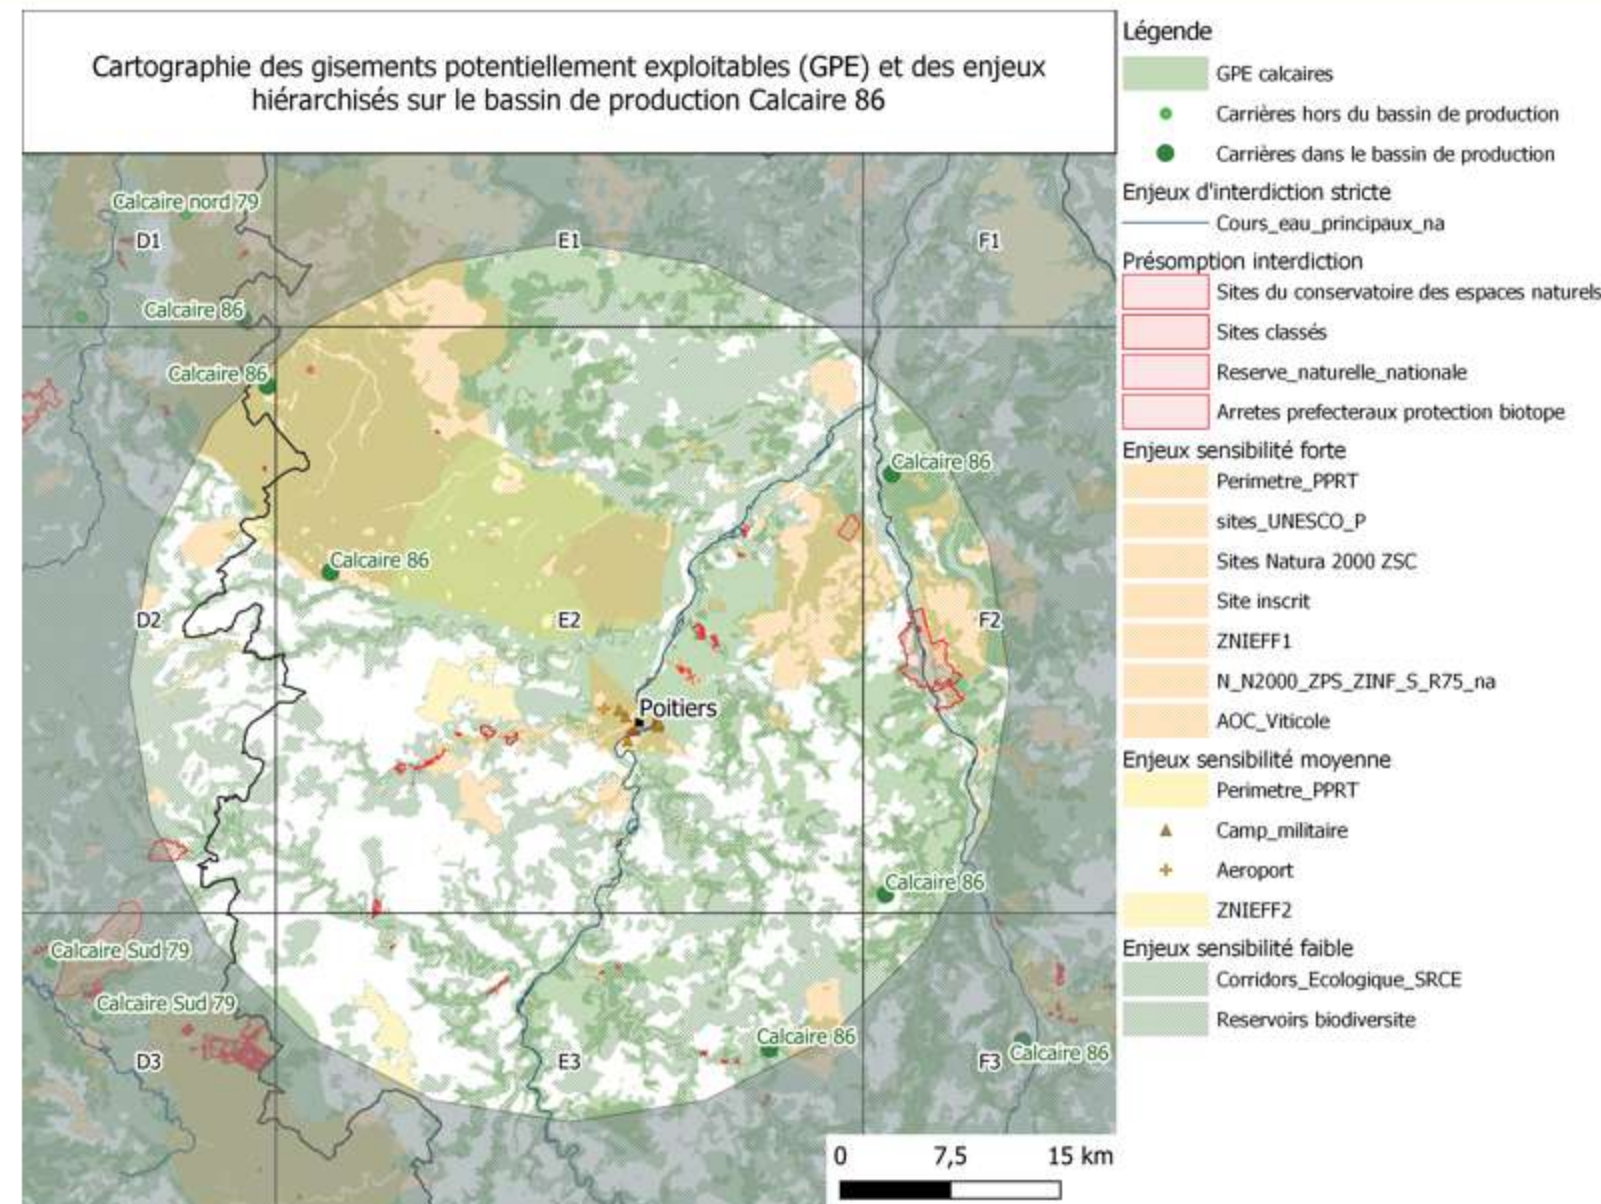 Cartographie des gisements potentiellement exploitables (GPE) et des enjeux
hiérarchisés sur le bassin de production Calcaire 86
Calcaire nord 79
D1
E1
F1
Calcaire 86
Calcaire 86
Calcaire 86
Calcaire 86
D2
E2
F2
Poitiers
Calcaire 86
Calcaire Sud 79
Calcaire Sud 79
Calcaire 86
D3
E3
F3
Calcaire 86
0 7,5 15 km
Légende
GPE calcaires
Carrières hors du bassin de production
Carrières dans le bassin de production
Enjeux d'interdiction stricte
Cours_eau_principaux_na
Présomption interdiction
Sites du conservatoire des espaces naturels
Sites classés
Reserve_naturelle_nationale
Arretes prefecteraux protection biotope
Enjeux sensibilité forte
Perimetre_PPRT
sites_UNESCO_P
Sites Natura 2000 ZSC
Site inscrit
ZNIEFF1
N_N2000_ZPS_ZINF_S_R75_na
AOC_Viticole
Enjeux sensibilité moyenne
Perimetre_PPRT
Camp_militaire
Aeroport
ZNIEFF2
Enjeux sensibilité faible
Corridors_Ecologique_SRCE
Reservoirs biodiversite